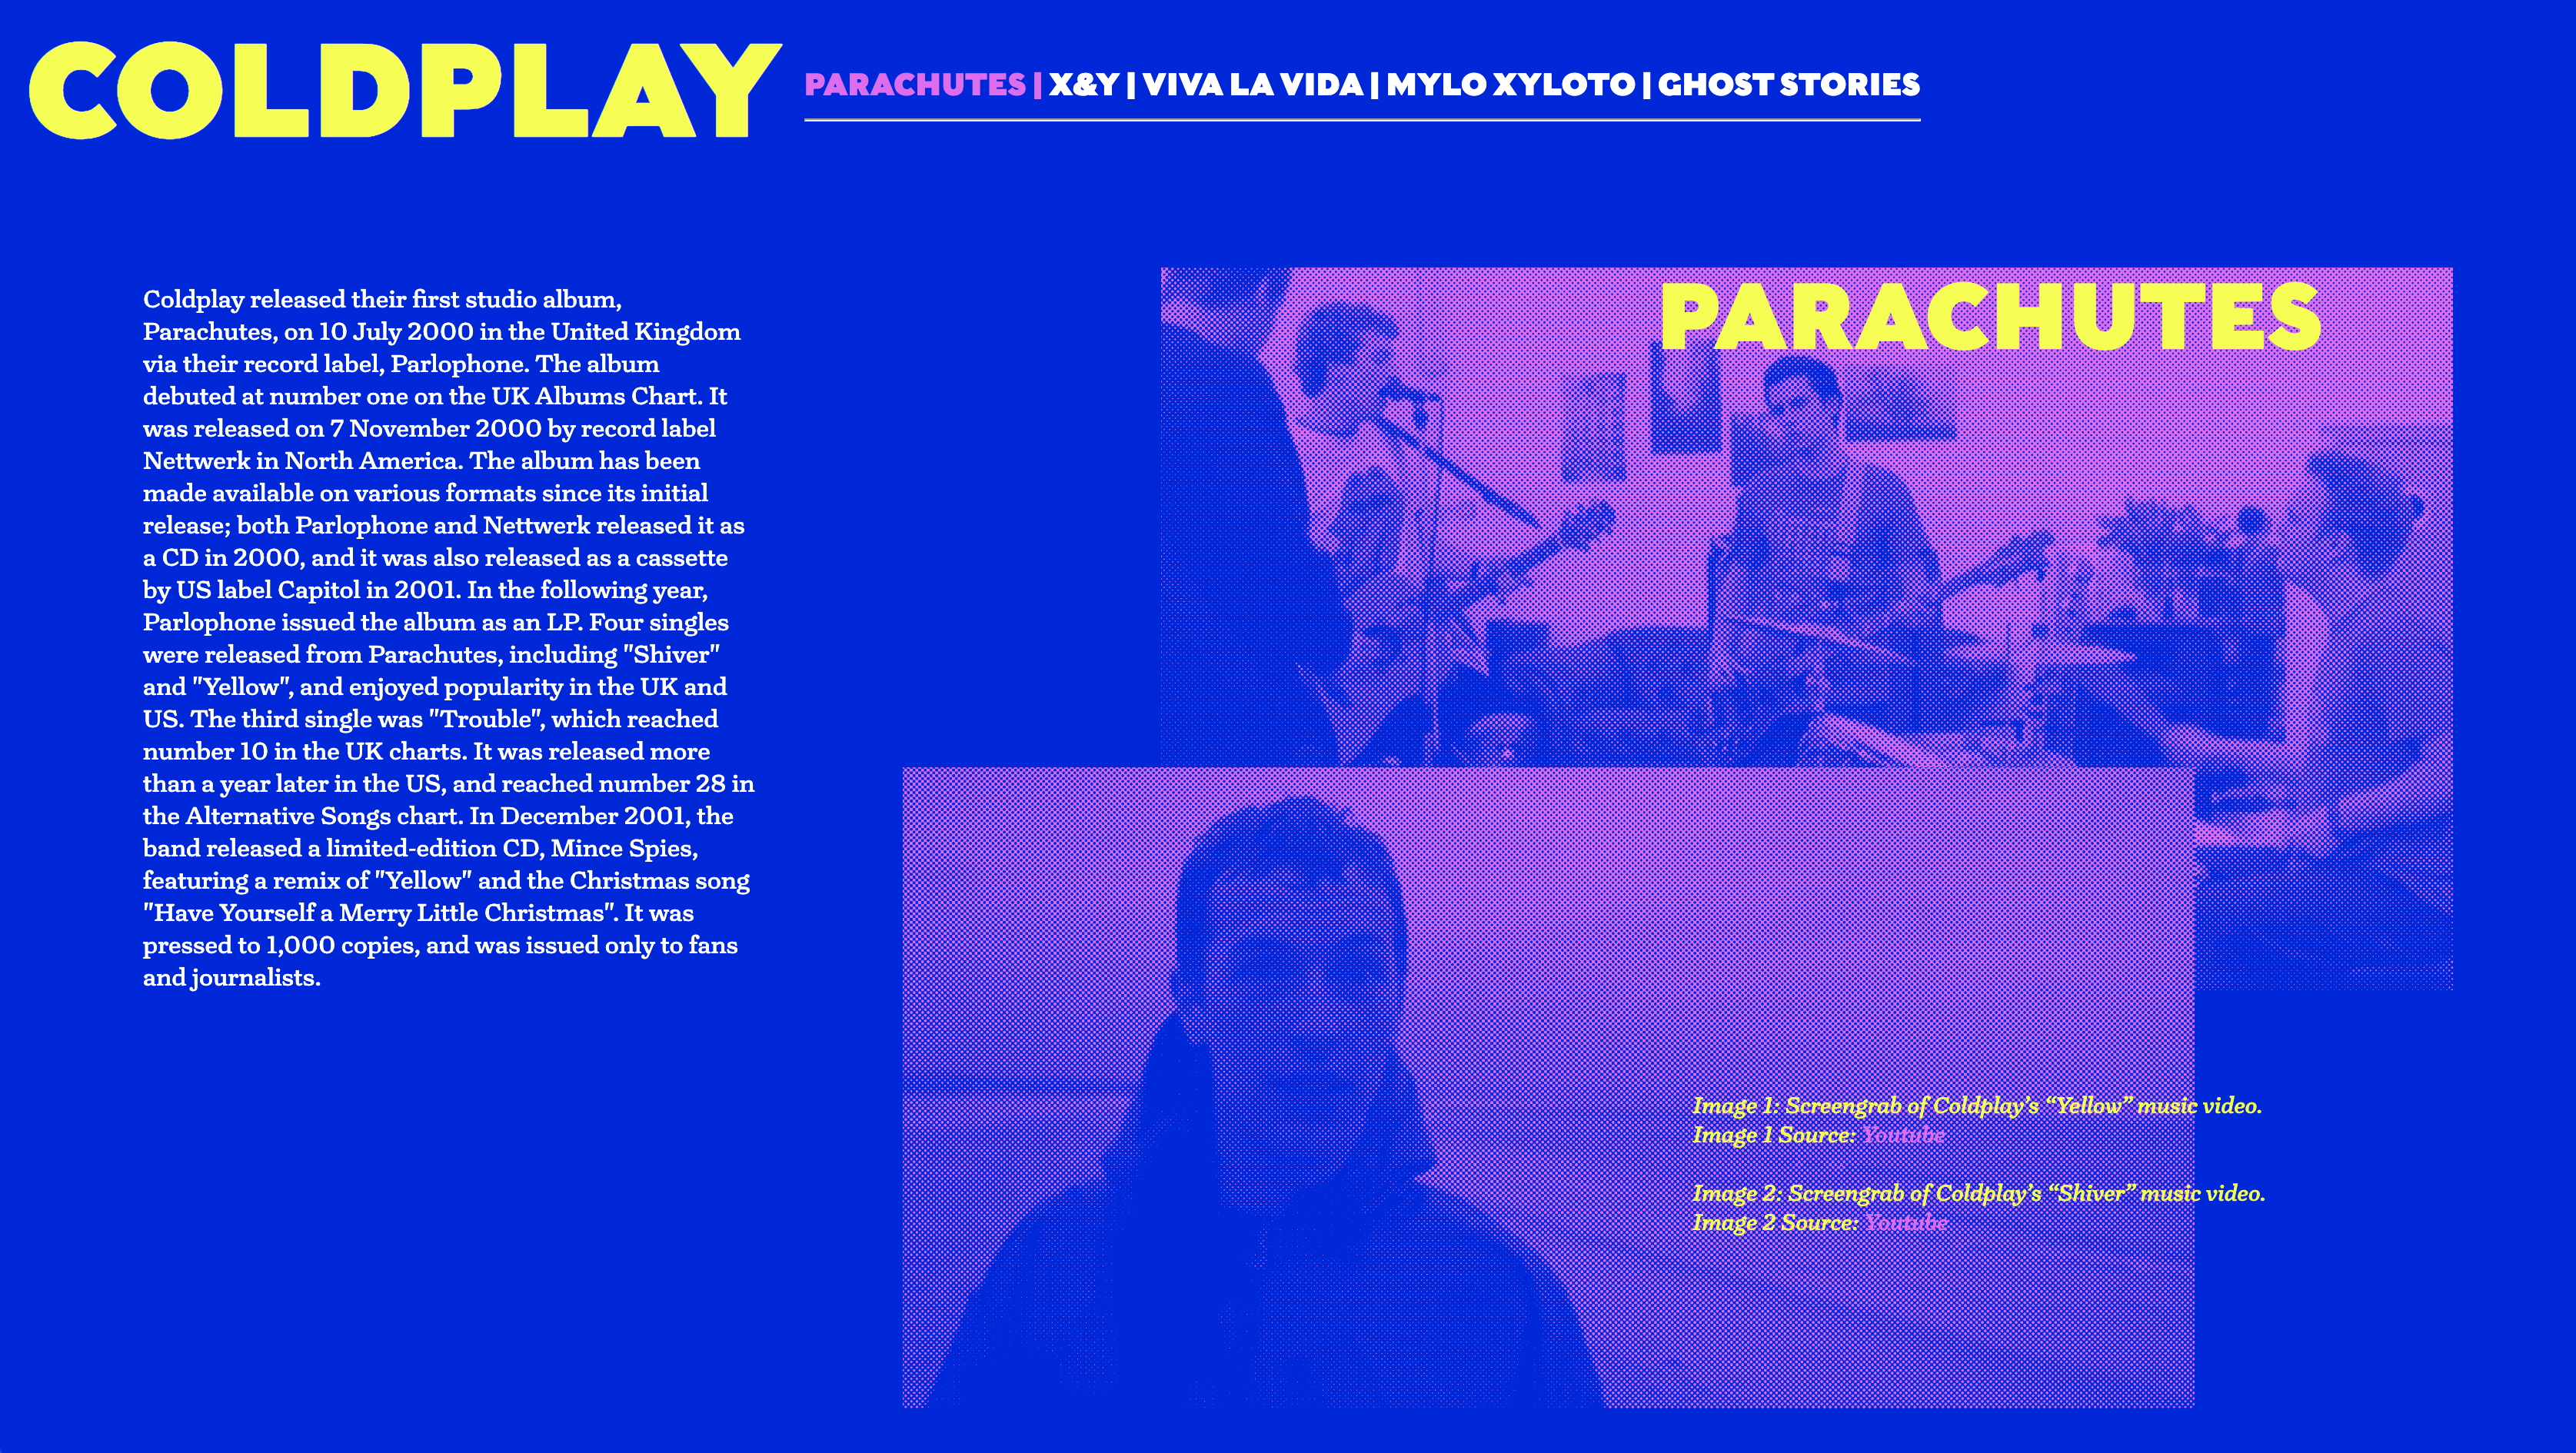 COLDPLAY
PARACHUTES | X&Y | VIVA LA VIDA | MYLO XYLOTO | GHOST STORIES
Coldplay released their first studio album,
Parachutes, on 10 July 2000 in the United Kingdom
via their record label, Parlophone. The album
debuted at number one on the UK Albums Chart. It
was released on 7 November 2000 by record label
Nettwerk in North America. The album has been
made available on various formats since its initial
release; both Parlophone and Nettwerk released it as
a CD in 2000, and it was also released as a cassette
by US label Capitol in 2001. In the following year,
Parlophone issued the album as an LP. Four singles
were released from Parachutes, including "Shiver"
and "Yellow", and enjoyed popularity in the UK and
US. The third single was "Trouble", which reached
number 10 in the UK charts. It was released more
than a year later in the US, and reached number 28 in
the Alternative Songs chart. In December 2001, the
band released a limited-edition CD, Mince Spies,
featuring a remix of "Yellow" and the Christmas song
"Have Yourself a Merry Little Christmas". It was
pressed to 1,000 copies, and was issued only to fans
and journalists.
PARACHUTES
Image 1: Screengrab of Coldplay’s “Yellow” music video.
Image 1 Source: Youtube
Image 2: Screengrab of Coldplay’s “Shiver” music video.
Image 2 Source: Youtube